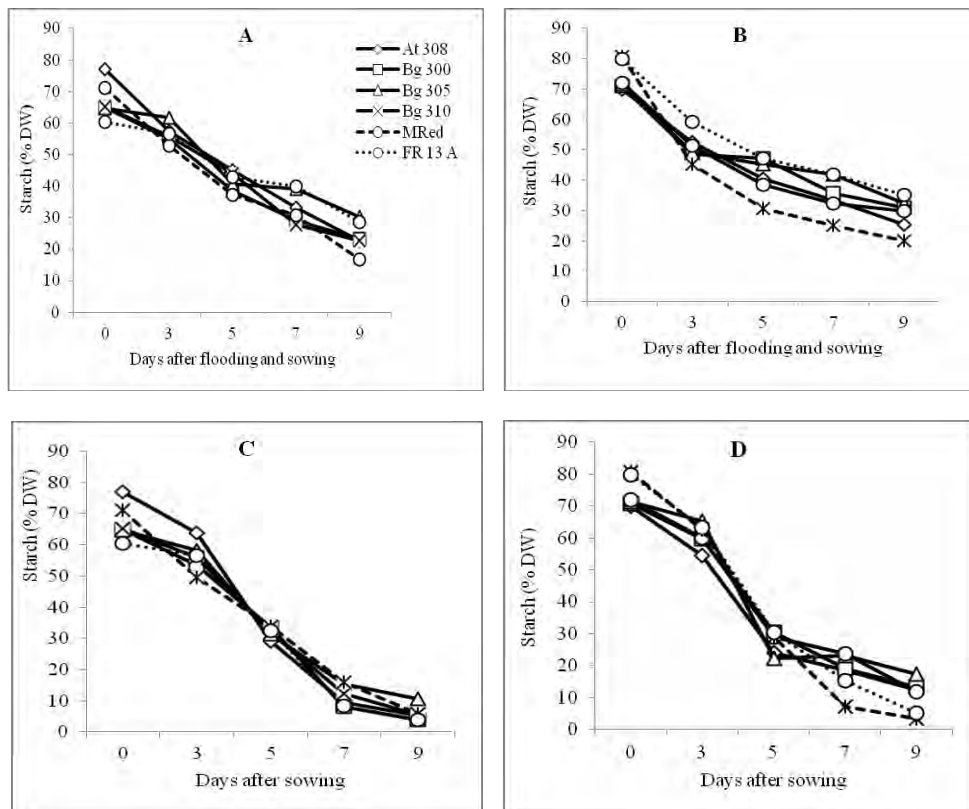 A
90
80
70
60
50
40
30
20
10
0
Starch (% DW)
0 3 5 7 9
Days after flooding and sowing
At 308
Bg 300
Bg 305
Bg 310
MRed
FR 13 A
B
90
80
70
60
50
40
30
20
10
0
Starch (% DW)
0 3 5 7 9
Days after flooding and sowing
C
90
80
70
60
50
40
30
20
10
0
Starch (% DW)
0 3 5 7 9
Days after sowing
D
90
80
70
60
50
40
30
20
10
0
Starch (% DW)
0 3 5 7 9
Days after sowing